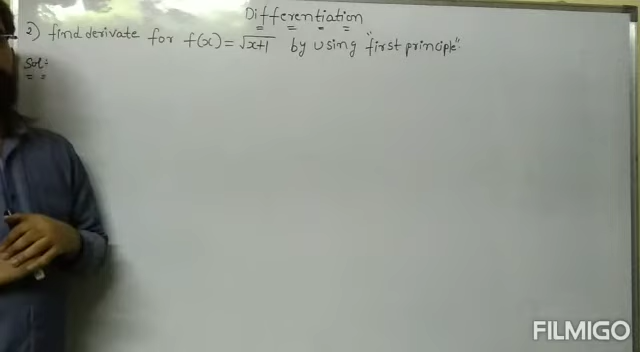 Differentiation
2) find derivate for f(x) = √x+1 by using "first principle".
Sol:
FILMIGO